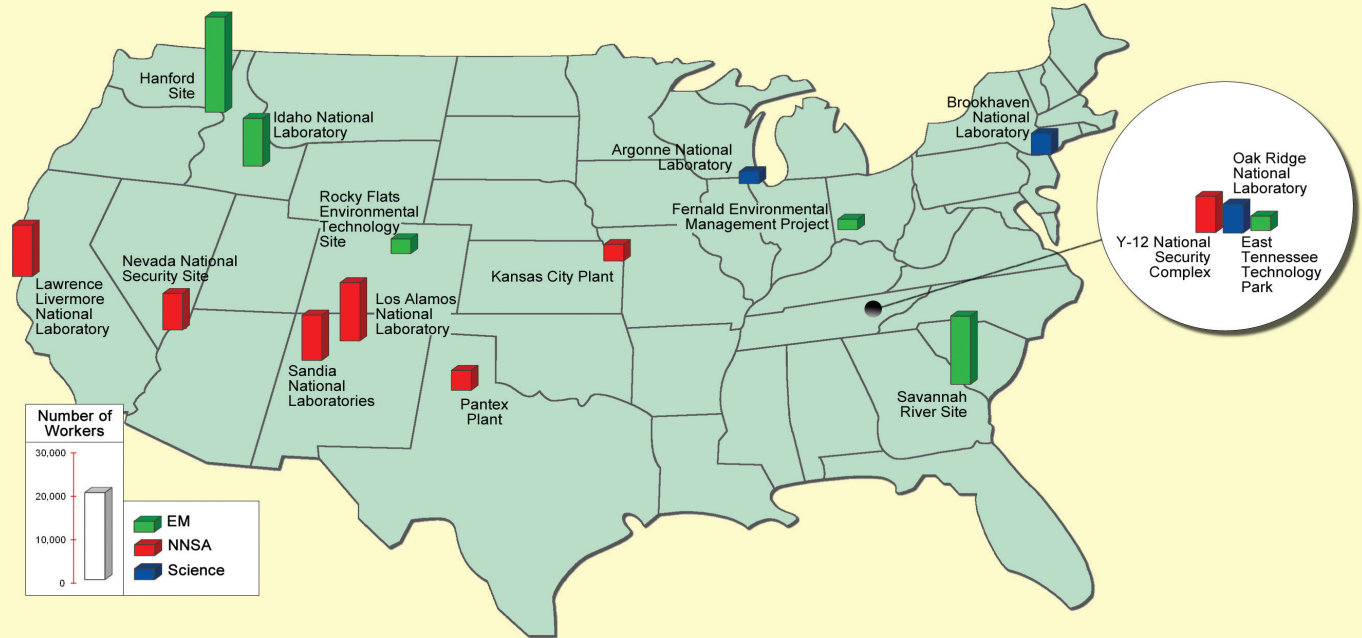 Hanford
Site
Idaho National
Laboratory
Rocky Flats
Environmental
Technology
Site
Lawrence
Livermore
National
Laboratory
Nevada National
Security Site
Los Alamos
National
Laboratory
Sandia
National
Laboratories
Kansas City Plant
Pantex
Plant
Argonne National
Laboratory
Fernald Environmental
Management Project
Brookhaven
National
Laboratory
Savannah
River Site
Oak Ridge
National
Laboratory
Y-12 National
Security
Complex
East
Tennessee
Technology
Park
Number of
Workers
30,000
20,000
10,000
0
EM
NNSA
Science